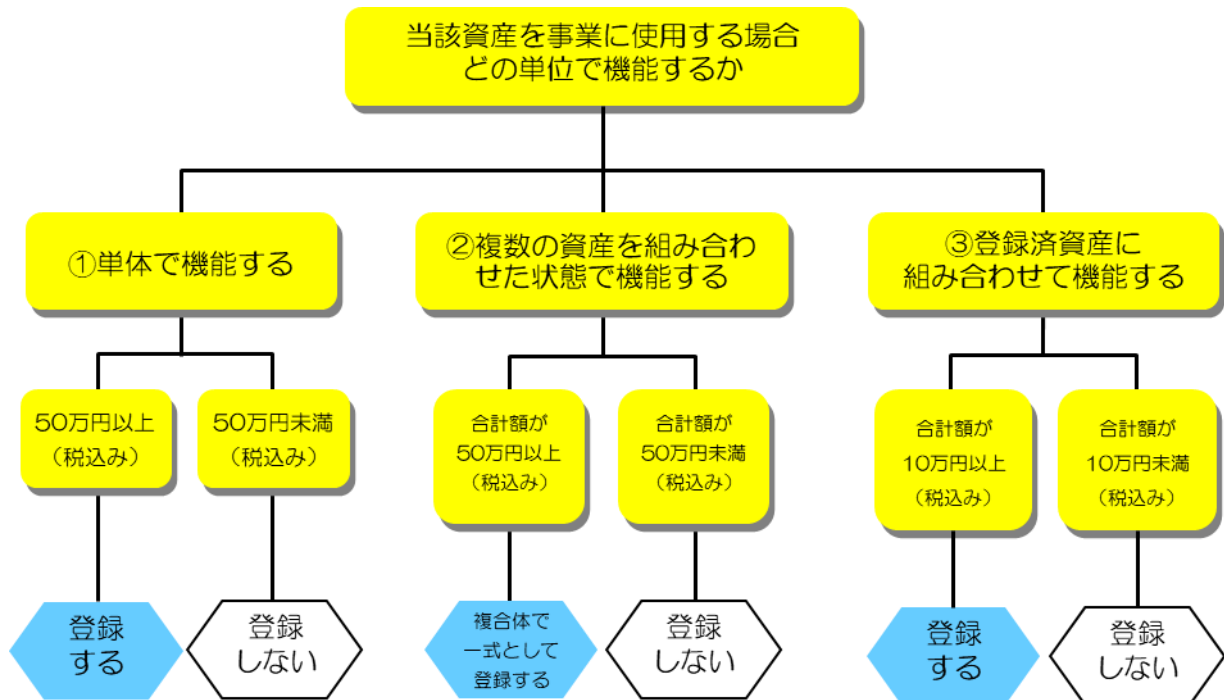 当該資産を事業に使用する場合
どの単位で機能するか
①単体で機能する
②複数の資産を組み合わ
せた状態で機能する
③登録済資産に
組み合わせて機能する
50万円以上
（税込み）
50万円未満
（税込み）
合計額が
50万円以上
（税込み）
合計額が
50万円未満
（税込み）
合計額が
10万円以上
（税込み）
合計額が
10万円未満
（税込み）
登録
する
登録
しない
複合体で
一式として
登録する
登録
しない
登録
する
登録
しない